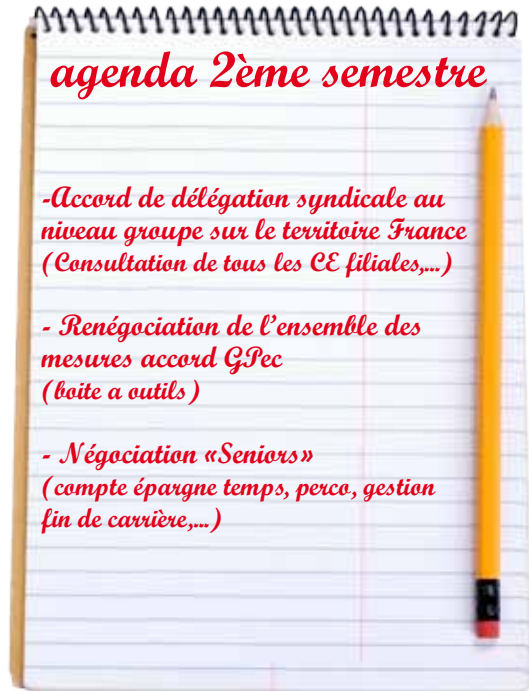 agenda 2ème semestre
-Accord de délégation syndicale au
niveau groupe sur le territoire France
(Consultation de tous les CE filiales,...)
- Renégociation de l'ensemble des
mesures accord GPec
(boite a outils)
- Négociation «Seniors»
(compte épargne temps, perco, gestion
fin de carrière,...)